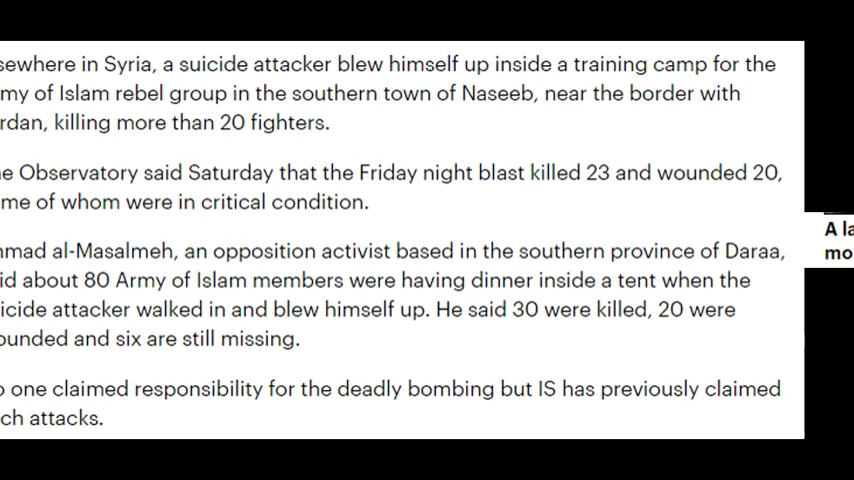 sewhere in Syria, a suicide attacker blew himself up inside a training camp for the
my of Islam rebel group in the southern town of Naseeb, near the border with
rdan, killing more than 20 fighters.
e Observatory said Saturday that the Friday night blast killed 23 and wounded 20,
me of whom were in critical condition.
mad al-Masalmeh, an opposition activist based in the southern province of Daraa,
id about 80 Army of Islam members were having dinner inside a tent when the
icide attacker walked in and blew himself up. He said 30 were killed, 20 were
ounded and six are still missing.
o one claimed responsibility for the deadly bombing but IS has previously claimed
ch attacks.
A la
mo